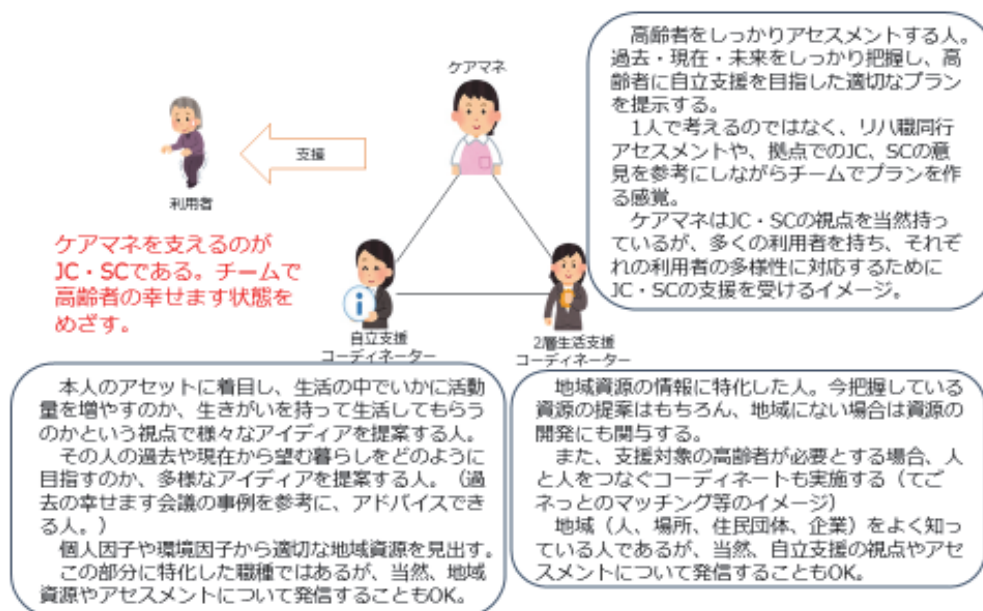 ケアマネ
支援
利用者
高齢者をしっかりアセスメントする人。
過去・現在・未来をしっかり把握し、高
齢者に自立支援を目指した適切なプラン
を提示する。
1人で考えるのではなく、リハ職同行
アセスメントや、拠点でのJC、SCの意
見を参考にしながらチームでプランを作
る感覚。
ケアマネはJC・SCの視点を当然持っ
ているが、多くの利用者を持ち、それぞ
れの利用者の多様性に対応するために
JC・SCの支援を受けるイメージ。
ケアマネを支えるのが
JC・SCである。チームで
高齢者の幸せます状態を
めざす。
自立支援
コーディネーター
2層生活支援
コーディネーター
本人のアセットに着目し、生活の中でいかに活動
量を増やすのか、生きがいを持って生活してもらう
のかという視点で様々なアイディアを提案する人。
その人の過去や現在から望む暮らしをどのように
目指すのか、多様なアイディアを提案する人。（過
去の幸せます会議の事例を参考に、アドバイスでき
る人。）
個人因子や環境因子から適切な地域資源を見出す。
この部分に特化した職種ではあるが、当然、地域
資源やアセスメントについて発信することもOK。
地域資源の情報に特化した人。今把握している
資源の提案はもちろん、地域にない場合は資源の
開発にも関与する。
また、支援対象の高齢者が必要とする場合、人
と人をつなぐコーディネートも実施する（てご
ネっとのマッチング等のイメージ）
地域（人、場所、住民団体、企業）をよく知っ
ている人であるが、当然、自立支援の視点やアセ
スメントについて発信することもOK。